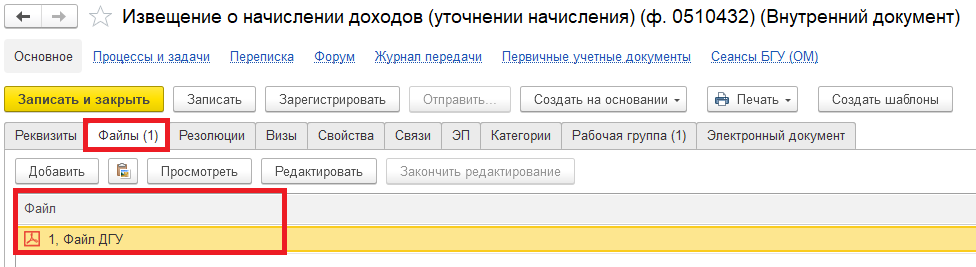 Извещение о начислении доходов (уточнении начисления) (ф. 0510432) (Внутренний документ)
Основное Процессы и задачи Переписка Форум Журнал передачи Первичные учетные документы Сеансы БГУ (ОМ)
Записать и закрыть Записать Зарегистрировать Отправить... Создать на основании Печать Создать шаблоны
Реквизиты Файлы (1) Резолюции Визы Свойства Связи ЭП Категории Рабочая группа (1) Электронный документ
Добавить Просмотреть Редактировать Закончить редактирование
Файл
1, Файл ДГУ